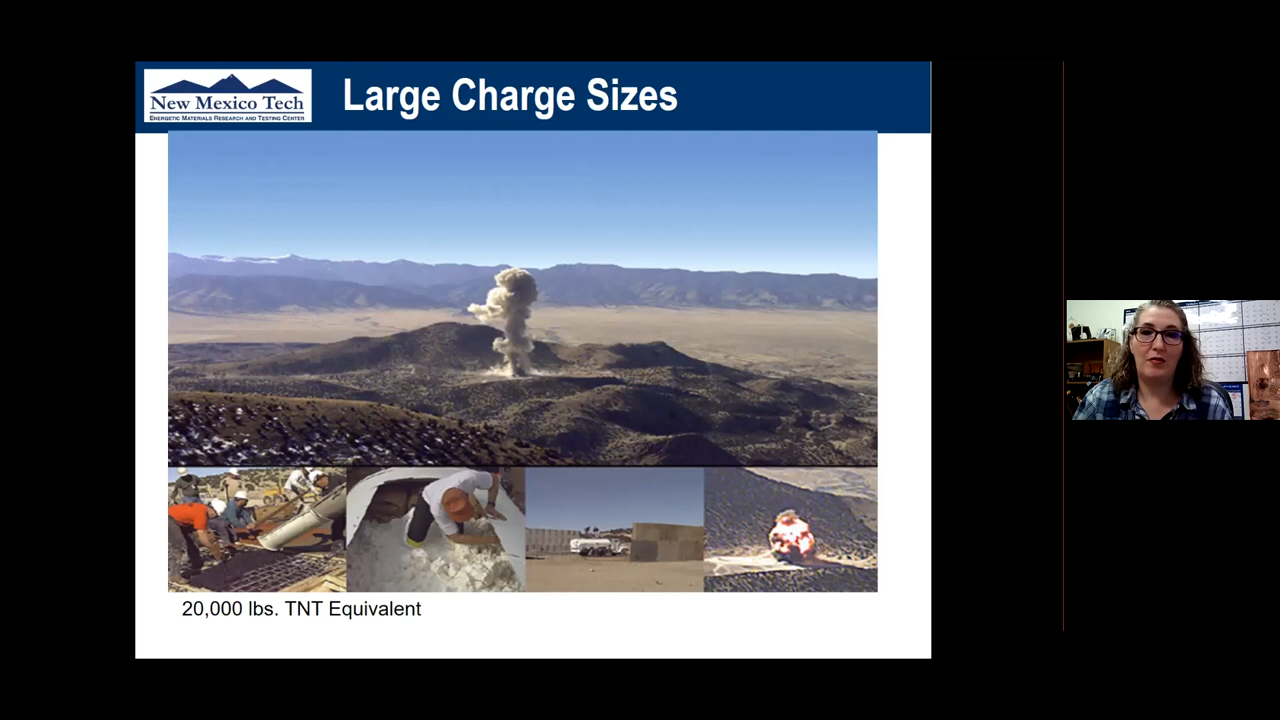 New Mexico Tech
Energetic Materials Research and Testing Center
Large Charge Sizes
20,000 lbs. TNT Equivalent